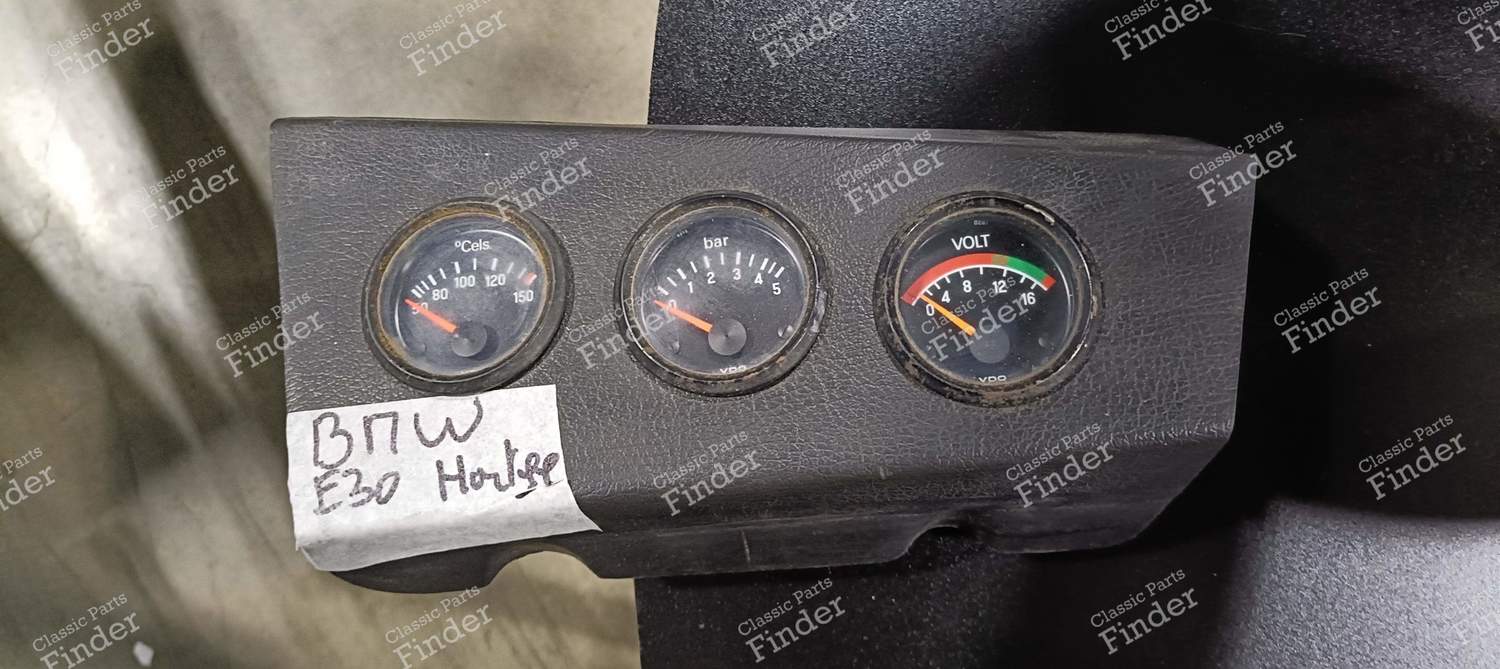 °Cels
50 80 100 120 150
bar
0 1 2 3 4 5
VDO
VOLT
0 4 8 12 16
VDO
BMW
E30 Hartge
Classic Parts
Finder